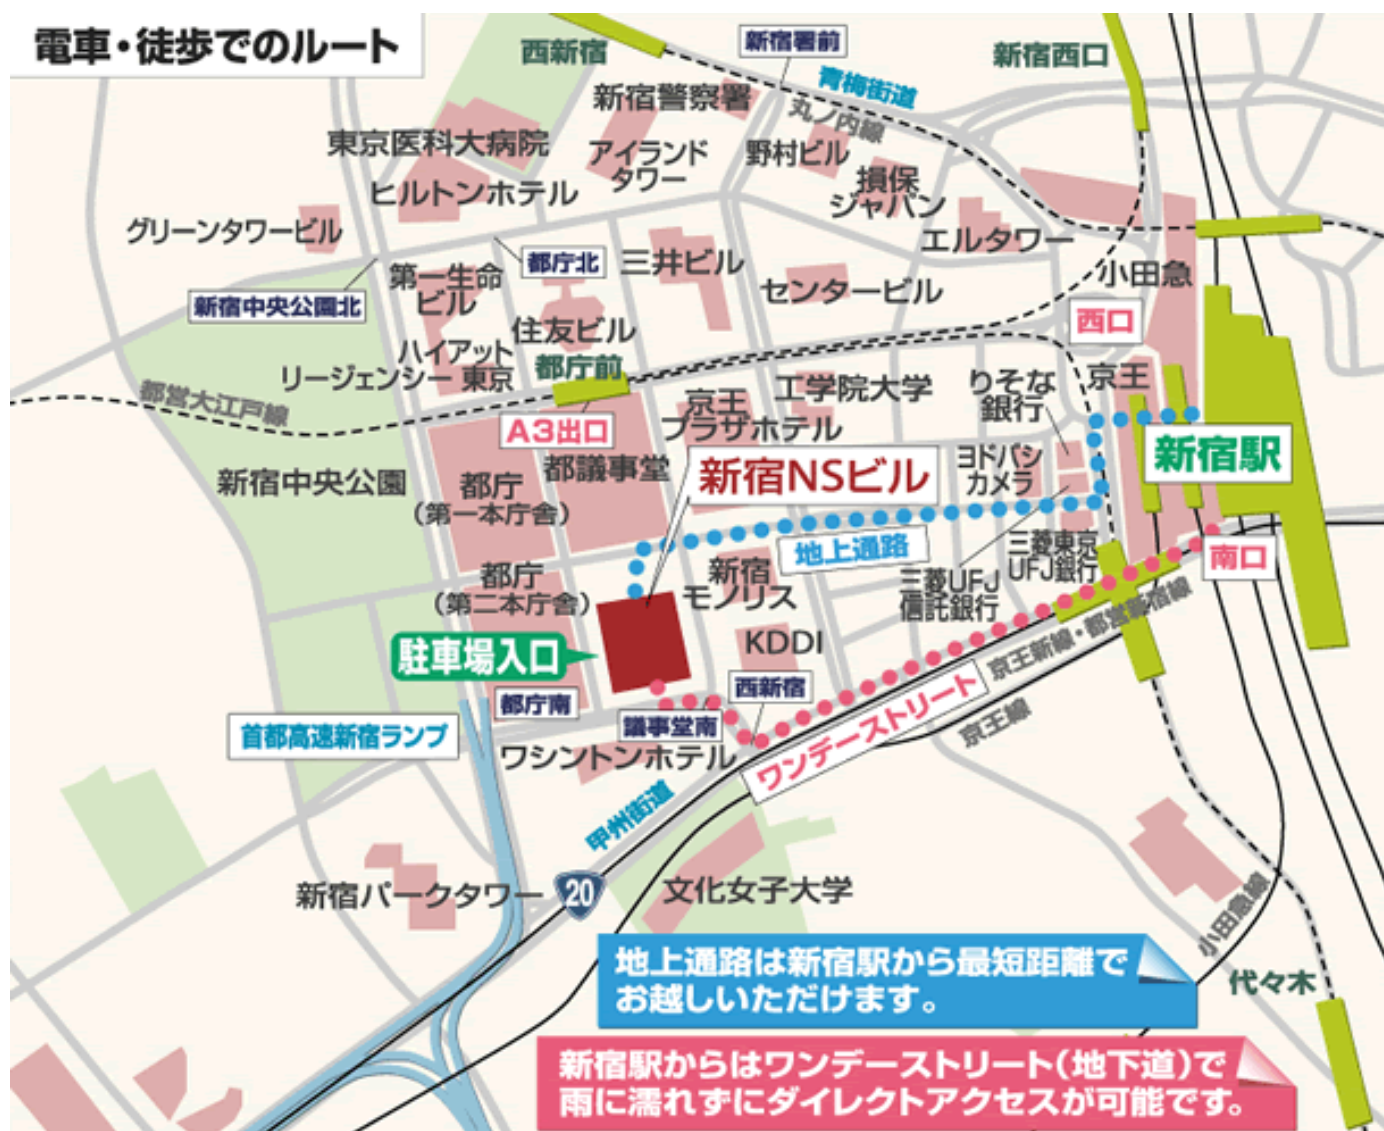 電車・徒歩でのルート
西新宿
新宿署前
新宿西口
青梅街道
丸ノ内線
新宿警察署
東京医科大病院
アイランド
タワー
野村ビル
損保
ジャパン
ヒルトンホテル
グリーンタワービル
エルタワー
都庁北
三井ビル
小田急
第一生命
ビル
センタービル
新宿中央公園北
西口
住友ビル
ハイアット
リージェンシー 東京
都庁前
工学院大学
りそな
銀行
京王
都営大江戸線
京王
プラザホテル
A3出口
新宿駅
都議事堂
新宿NSビル
ヨドバシ
カメラ
新宿中央公園
都庁
（第一本庁舎）
地上通路
三菱東京
UFJ銀行
南口
新宿
モノリス
三菱UFJ
信託銀行
都庁
（第二本庁舎）
京王新線・都営新宿線
KDDI
駐車場入口
西新宿
都庁南
議事堂南
ワンデーストリート
京王線
首都高速新宿ランプ
ワシントンホテル
甲州街道
新宿パークタワー
20
文化女子大学
小田急線
代々木
地上通路は新宿駅から最短距離で
お越しいただけます。
新宿駅からはワンデーストリート（地下道）で
雨に濡れずにダイレクトアクセスが可能です。